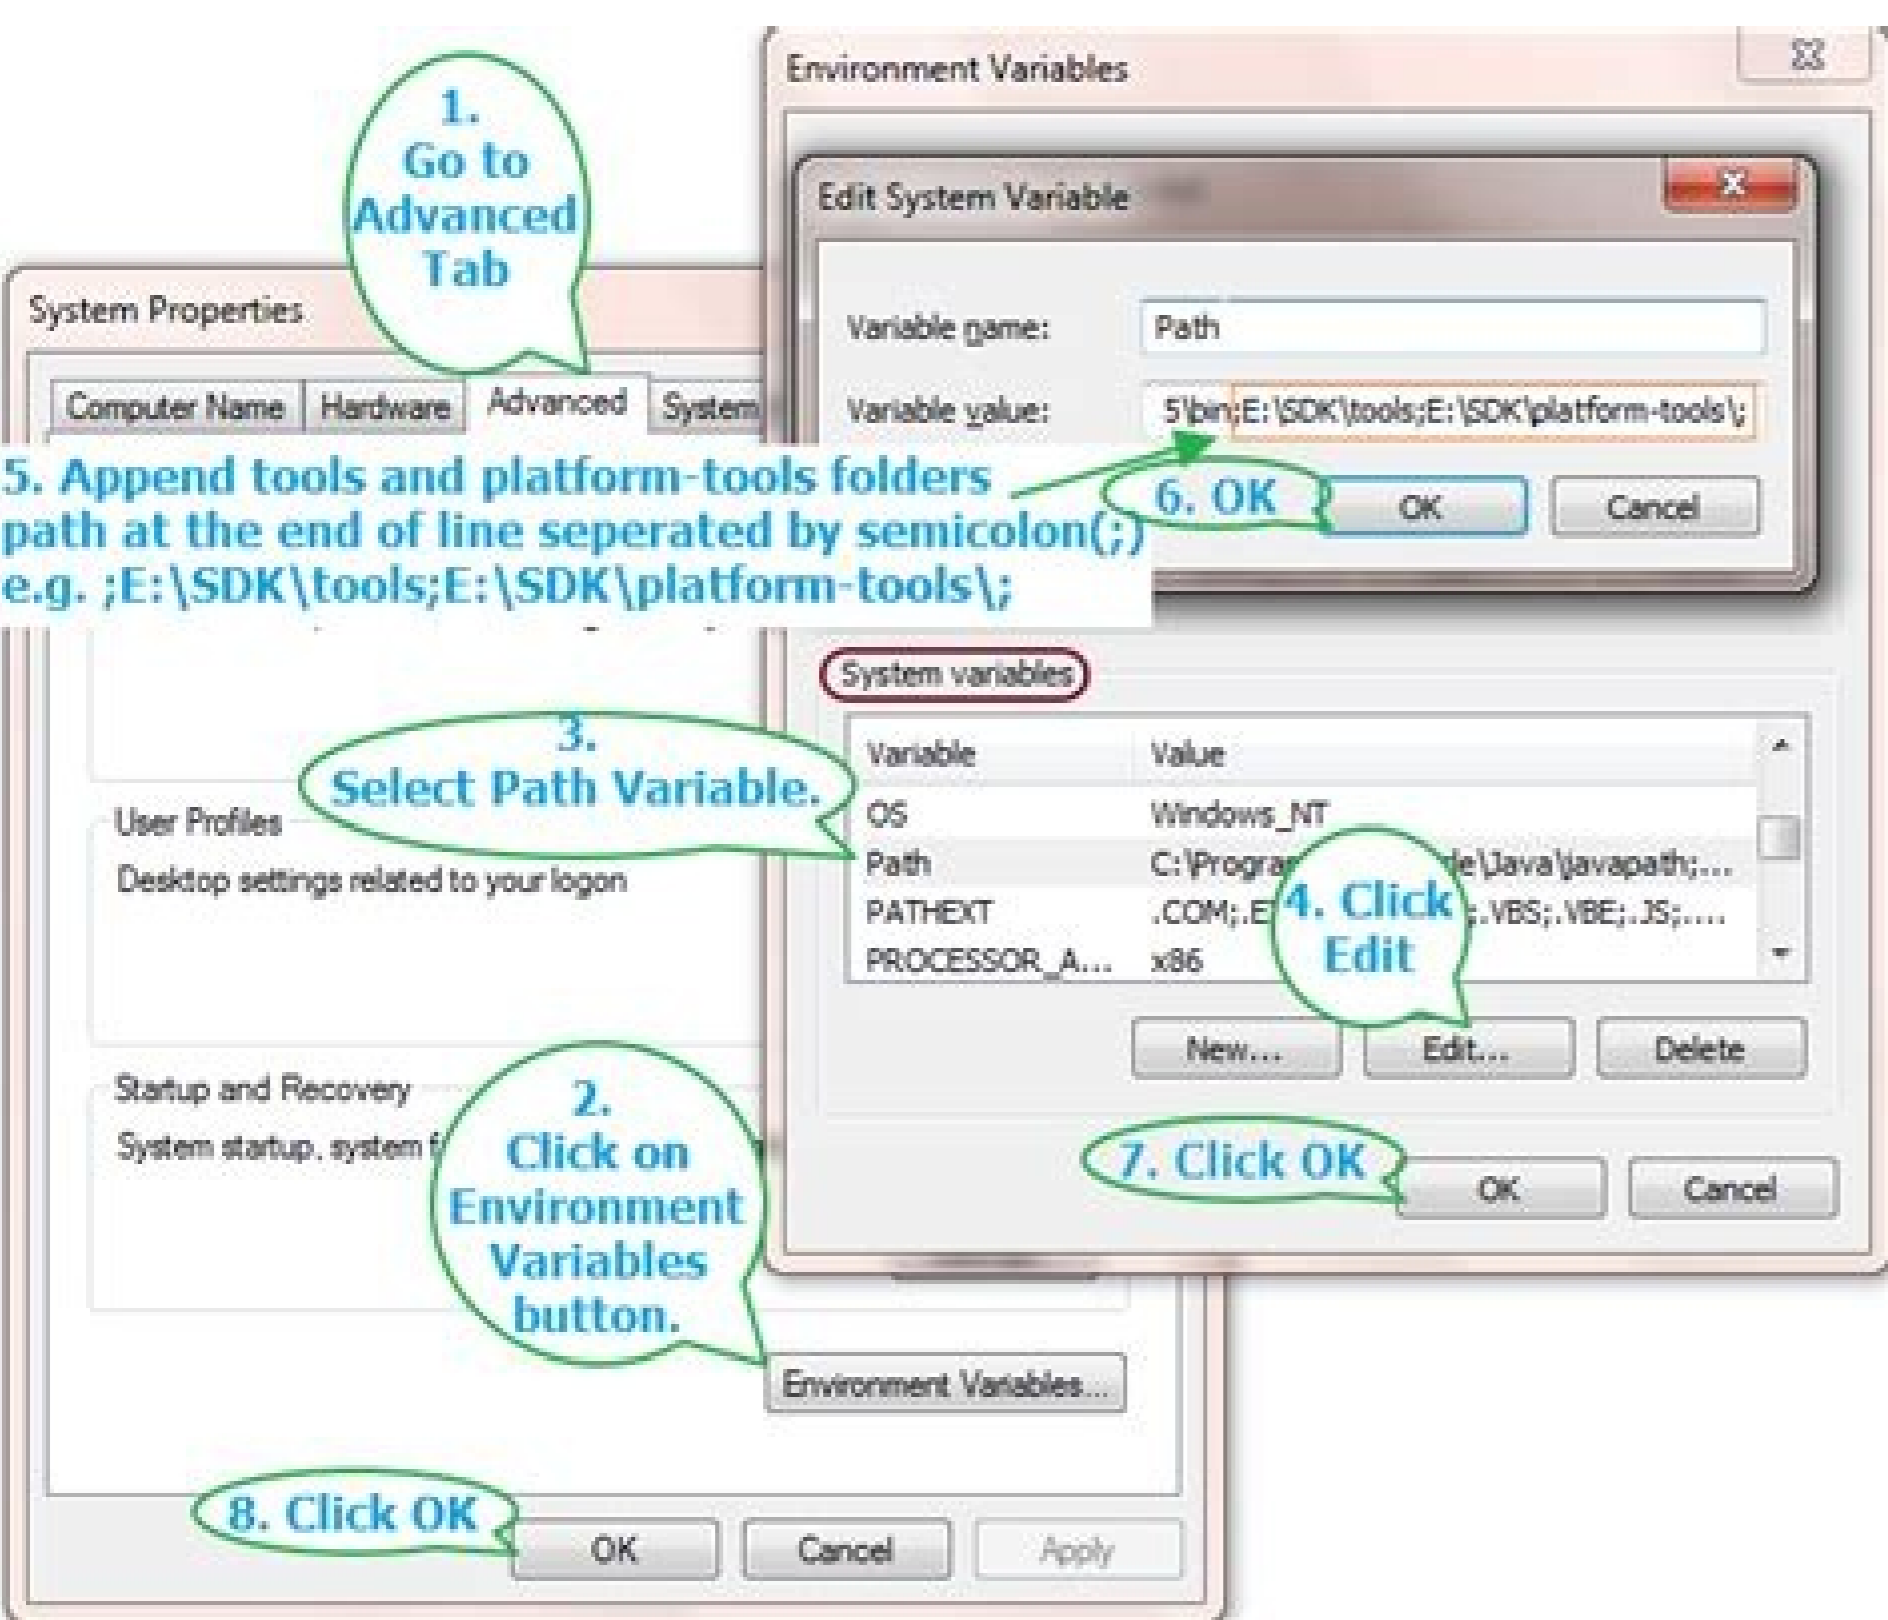 1.
Go to
Advanced
Tab
System Properties
Computer Name
Hardware
Advanced
System
5. Append tools and platform-tools folders
path at the end of line seperated by semicolon(;)
e.g. ;E:\SDK\tools;E:\SDK\platform-tools\;
User Profiles
Desktop settings related to your logon
Startup and Recovery
System startup, system
2.
Click on
Environment
Variables
button.
Environment Variables...
8. Click OK
OK
Cancel
Apply
Environment Variables
Edit System Variable
Variable name:
Path
Variable value:
5\bin;E:\SDK\tools;E:\SDK\platform-tools\;
6. OK
OK
Cancel
System variables
3.
Select Path Variable.
Variable Value
OS Windows_NT
Path C:\Progra e\Java\javapath;...
PATHEXT .COM;.E ;.VBS;.VBE;.JS;....
PROCESSOR_A... x86
4. Click
Edit
New...
Edit...
Delete
7. Click OK
OK
Cancel